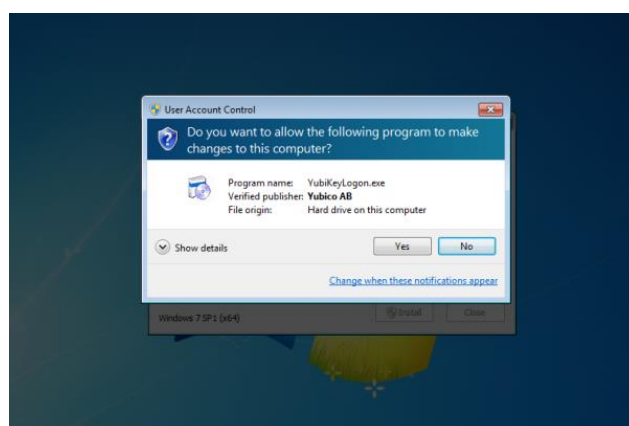 User Account Control
Do you want to allow the following program to make
changes to this computer?
Program name: YubiKeyLogon.exe
Verified publisher: Yubico AB
File origin: Hard drive on this computer
Show details
Yes
No
Change when these notifications appear
Windows 7 SP1 (x64)
Install
Close